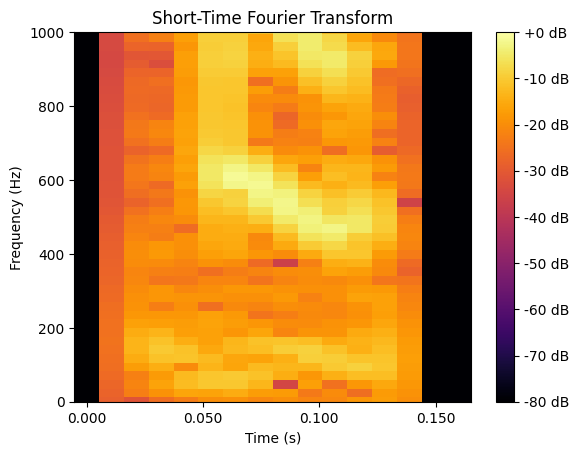 Short-Time Fourier Transform
1000
800
600
400
200
0
Frequency (Hz)
0.000
0.050
0.100
0.150
Time (s)
+0 dB
-10 dB
-20 dB
-30 dB
-40 dB
-50 dB
-60 dB
-70 dB
-80 dB